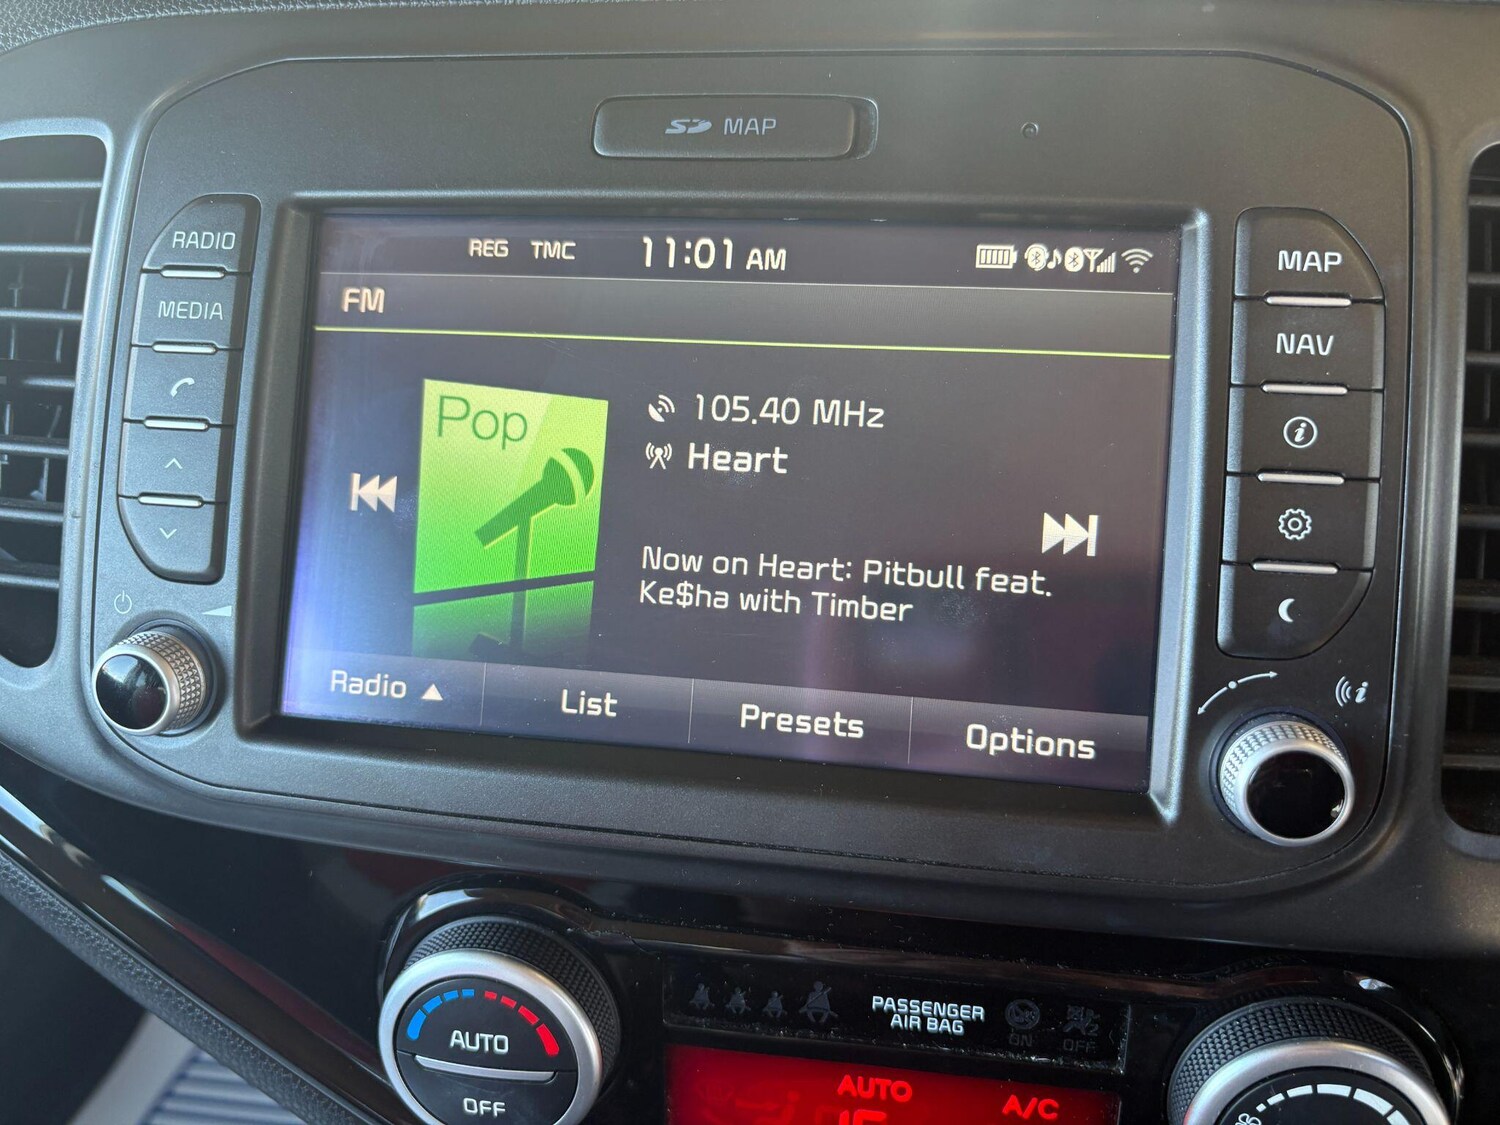 SD MAP
RADIO
MEDIA
REG TMC 11:01 AM
FM
Pop
105.40 MHz
Heart
Now on Heart: Pitbull feat.
Ke$ha with Timber
Radio ▲ List Presets Options
MAP
NAV
i
i
AUTO
OFF
PASSENGER
AIR BAG
ON OFF
AUTO
A/C